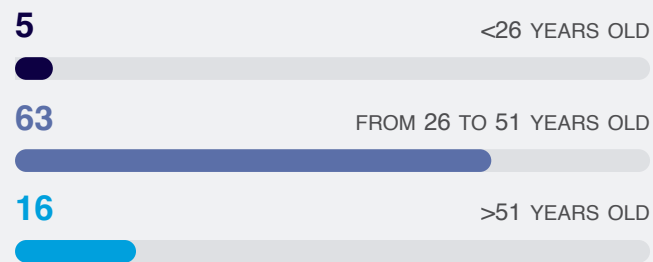 5 <26 YEARS OLD
63 FROM 26 TO 51 YEARS OLD
16 >51 YEARS OLD